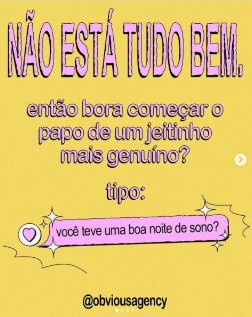 NÃO ESTÁ TUDO BEM.
então bora começar o
papo de um jeitinho
mais genuíno?
tipo:
você teve uma boa noite de sono?
@obviousagency